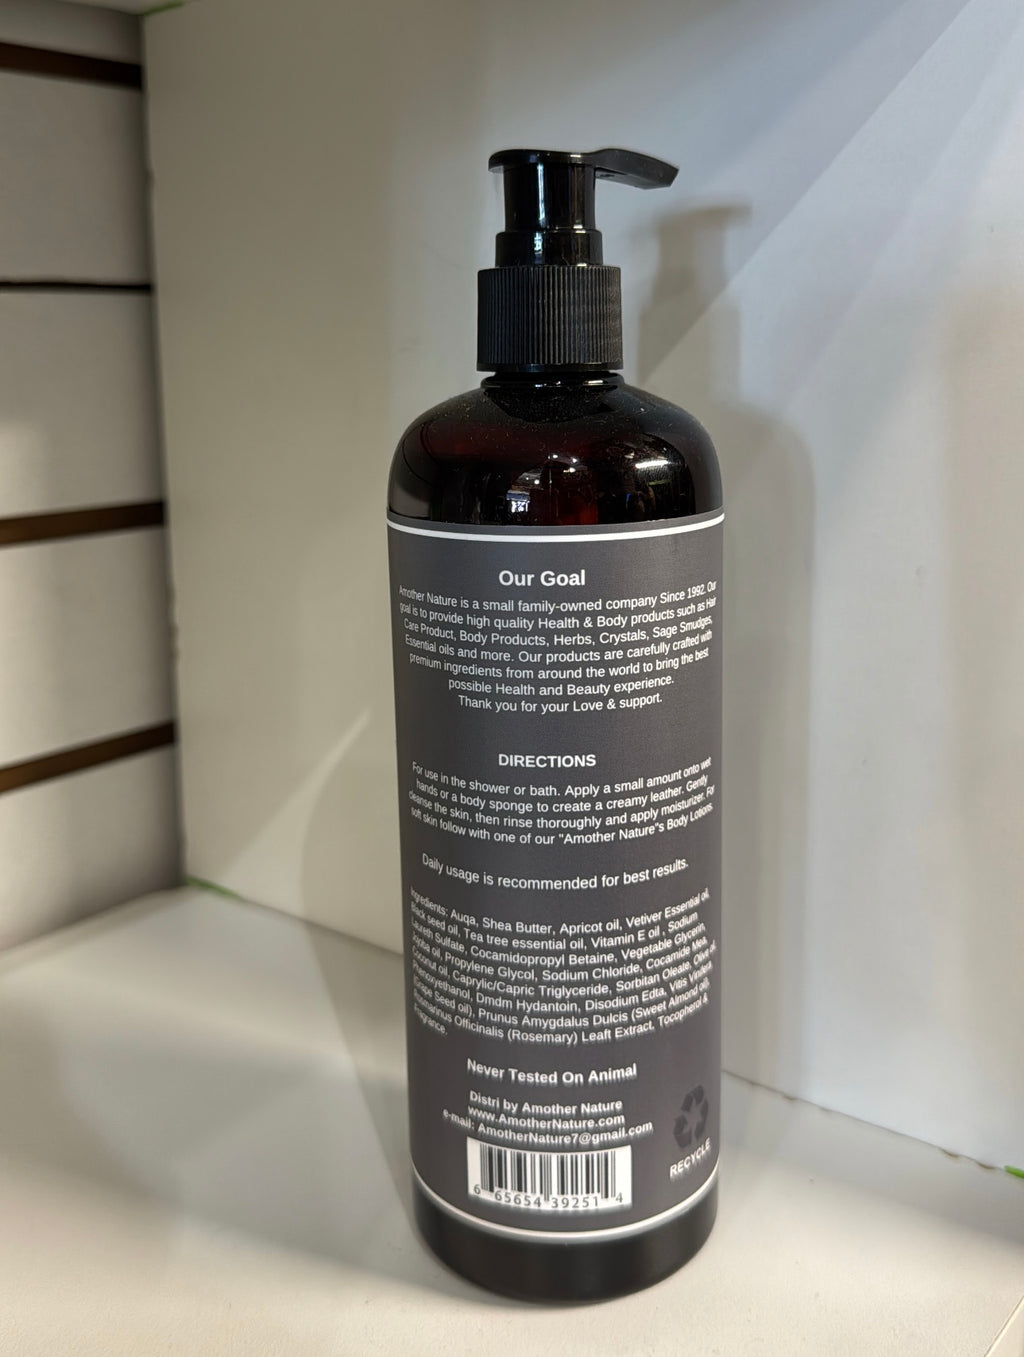 Our Goal
Amother Nature is a small family-owned company Since 1992. Our
goal is to provide high quality Health & Body products such as Hair
Care Product, Body Products, Herbs, Crystals, Sage Smudges,
Essential oils and more. Our products are carefully crafted with
premium ingredients from around the world to bring the best
possible Health and Beauty experience.
Thank you for your Love & support.
DIRECTIONS
For use in the shower or bath. Apply a small amount onto wet
hands or a body sponge to create a creamy leather. Gently
cleanse the skin, then rinse thoroughly and apply moisturizer. For
soft skin follow with one of our "Amother Nature"s Body Lotions.
Daily usage is recommended for best results.
Ingredients: Auqa, Shea Butter, Apricot oil, Vetiver Essential oil,
Black seed oil, Tea tree essential oil, Vitamin E oil , Sodium
Laureth Sulfate, Cocamidopropyl Betaine, Vegetable Glycerin,
Jojoba oil, Propylene Glycol, Sodium Chloride, Cocamide Mea,
Coconut oil, Caprylic/Capric Triglyceride, Sorbitan Oleate, Olive oil,
Phenoxyethanol, Dmdm Hydantoin, Disodium Edta, Vitis Vinifera
(Grape Seed oil), Prunus Amygdalus Dulcis (Sweet Almond oil),
Rosmarinus Officinalis (Rosemary) Leaft Extract, Tocopherol &
Fragrance.
Never Tested On Animal
Distri by Amother Nature
www.AmotherNature.com
e-mail: AmotherNature7@gmail.com
RECYCLE
6 65654 39251 4